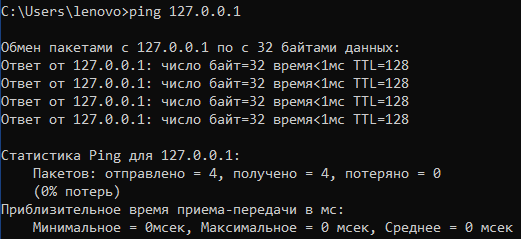 C:\Users\lenovo>ping 127.0.0.1
Обмен пакетами с 127.0.0.1 по с 32 байтами данных:
Ответ от 127.0.0.1: число байт=32 время<1мс TTL=128
Ответ от 127.0.0.1: число байт=32 время<1мс TTL=128
Ответ от 127.0.0.1: число байт=32 время<1мс TTL=128
Ответ от 127.0.0.1: число байт=32 время<1мс TTL=128
Статистика Ping для 127.0.0.1:
Пакетов: отправлено = 4, получено = 4, потеряно = 0
(0% потерь)
Приблизительное время приема-передачи в мс:
Минимальное = 0мсек, Максимальное = 0 мсек, Среднее = 0 мсек